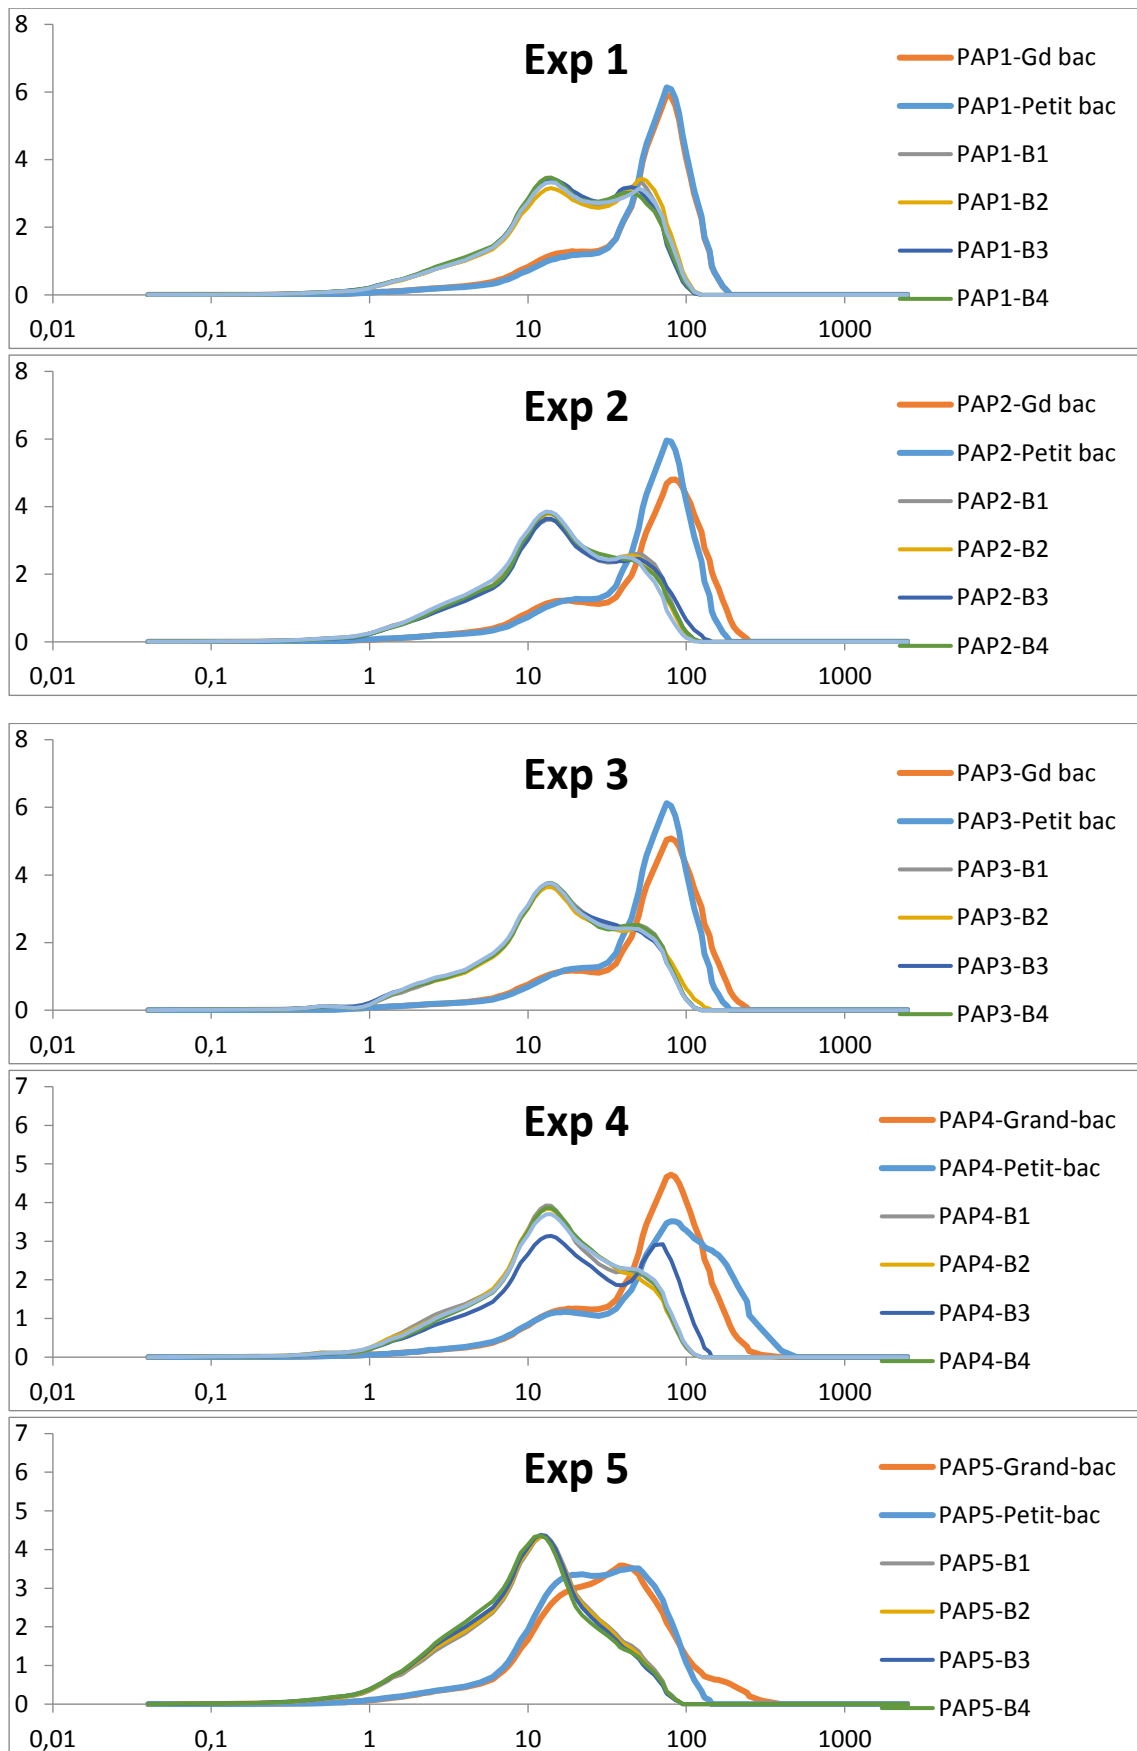 Exp 1
8
6
4
2
0
0,01 0,1 1 10 100 1000
PAP1-Gd bac
PAP1-Petit bac
PAP1-B1
PAP1-B2
PAP1-B3
PAP1-B4
Exp 2
8
6
4
2
0
0,01 0,1 1 10 100 1000
PAP2-Gd bac
PAP2-Petit bac
PAP2-B1
PAP2-B2
PAP2-B3
PAP2-B4
Exp 3
8
6
4
2
0
0,01 0,1 1 10 100 1000
PAP3-Gd bac
PAP3-Petit bac
PAP3-B1
PAP3-B2
PAP3-B3
PAP3-B4
Exp 4
7
6
5
4
3
2
1
0
0,01 0,1 1 10 100 1000
PAP4-Grand-bac
PAP4-Petit-bac
PAP4-B1
PAP4-B2
PAP4-B3
PAP4-B4
Exp 5
7
6
5
4
3
2
1
0
0,01 0,1 1 10 100 1000
PAP5-Grand-bac
PAP5-Petit-bac
PAP5-B1
PAP5-B2
PAP5-B3
PAP5-B4